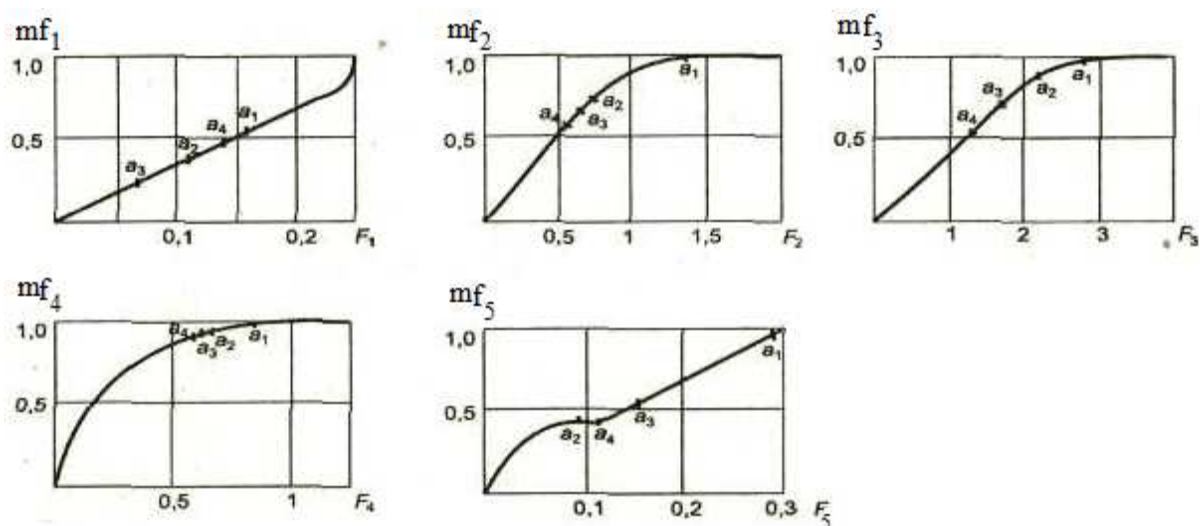 mf1
1,0
0,5
a3 a2 a4 a1
0,1 0,2 F1
mf2
1,0
0,5
a4 a3 a2 a1
0,5 1 1,5 F2
mf3
1,0
0,5
a4 a3 a2 a1
1 2 3 F3
mf4
1,0
0,5
a4 a3 a2 a1
0,5 1 F4
mf5
1,0
0,5
a2 a4 a3 a1
0,1 0,2 0,3 F5